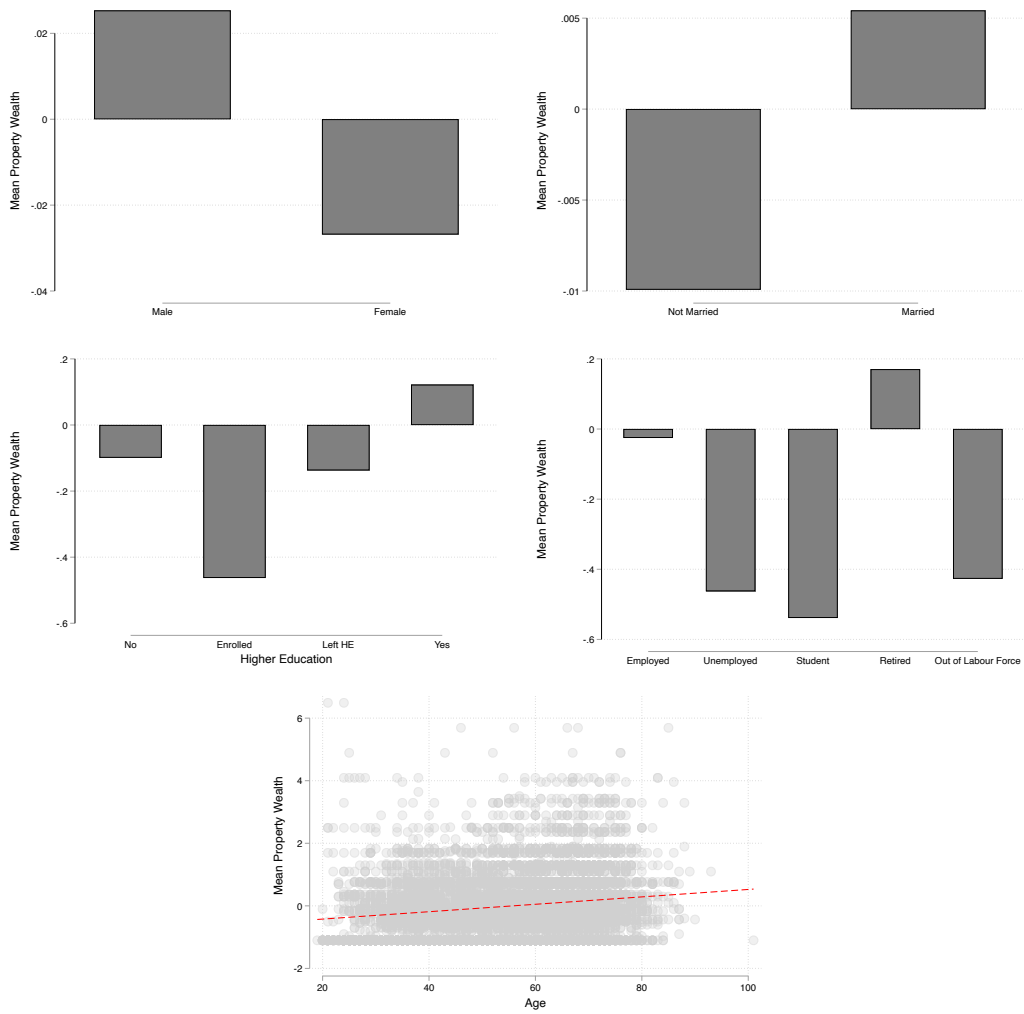 .02
0
-.02
-.04
Mean Property Wealth
Male Female
.005
0
-.005
-.01
Mean Property Wealth
Not Married Married
.2
0
-.2
-.4
-.6
Mean Property Wealth
No Enrolled Left HE Yes
Higher Education
.2
0
-.2
-.4
-.6
Mean Property Wealth
Employed Unemployed Student Retired Out of Labour Force
6
4
2
0
-2
Mean Property Wealth
20 40 60 80 100
Age